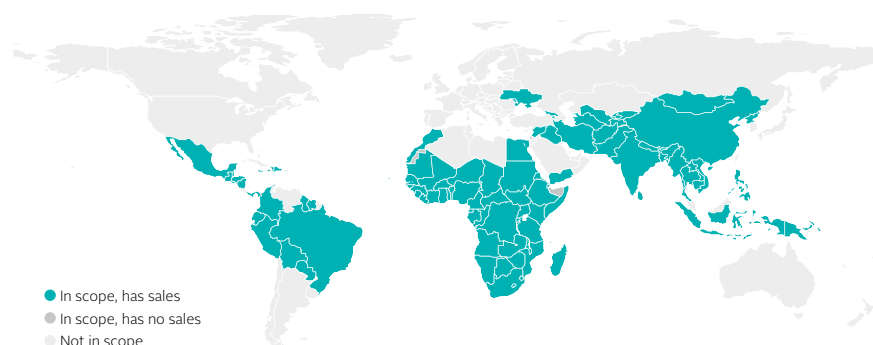 In scope, has sales
In scope, has no sales
Not in scope